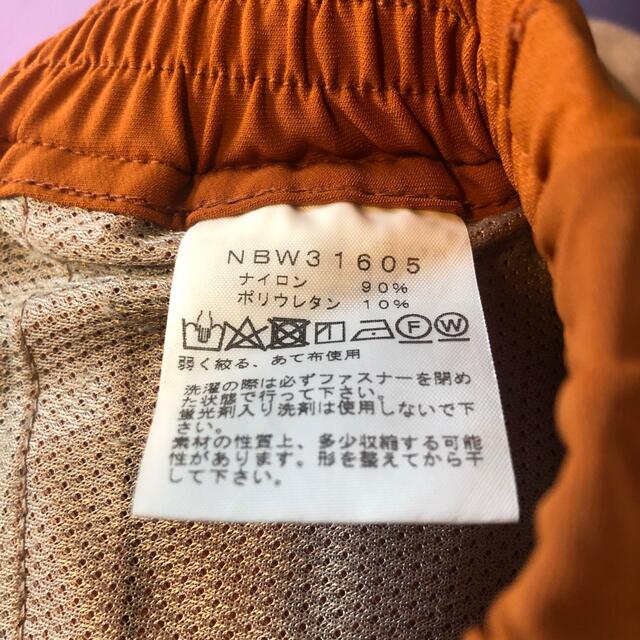 NBW31605
ナイロン 90%
ポリウレタン 10%
F W
弱く絞る、あて布使用
洗濯の際は必ずファスナーを閉め
た状態で行って下さい。
蛍光剤入り洗剤は使用しないで下
さい。
素材の性質上、多少収縮する可能
性があります。形を整えてから干
して下さい。